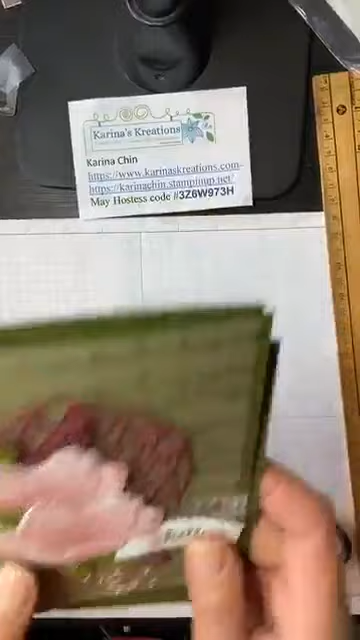 Karina's Kreations
Karina Chin
https://www.karinaskreations.com
https://karinachin.stampinup.net/
May Hostess code #3Z6W973H